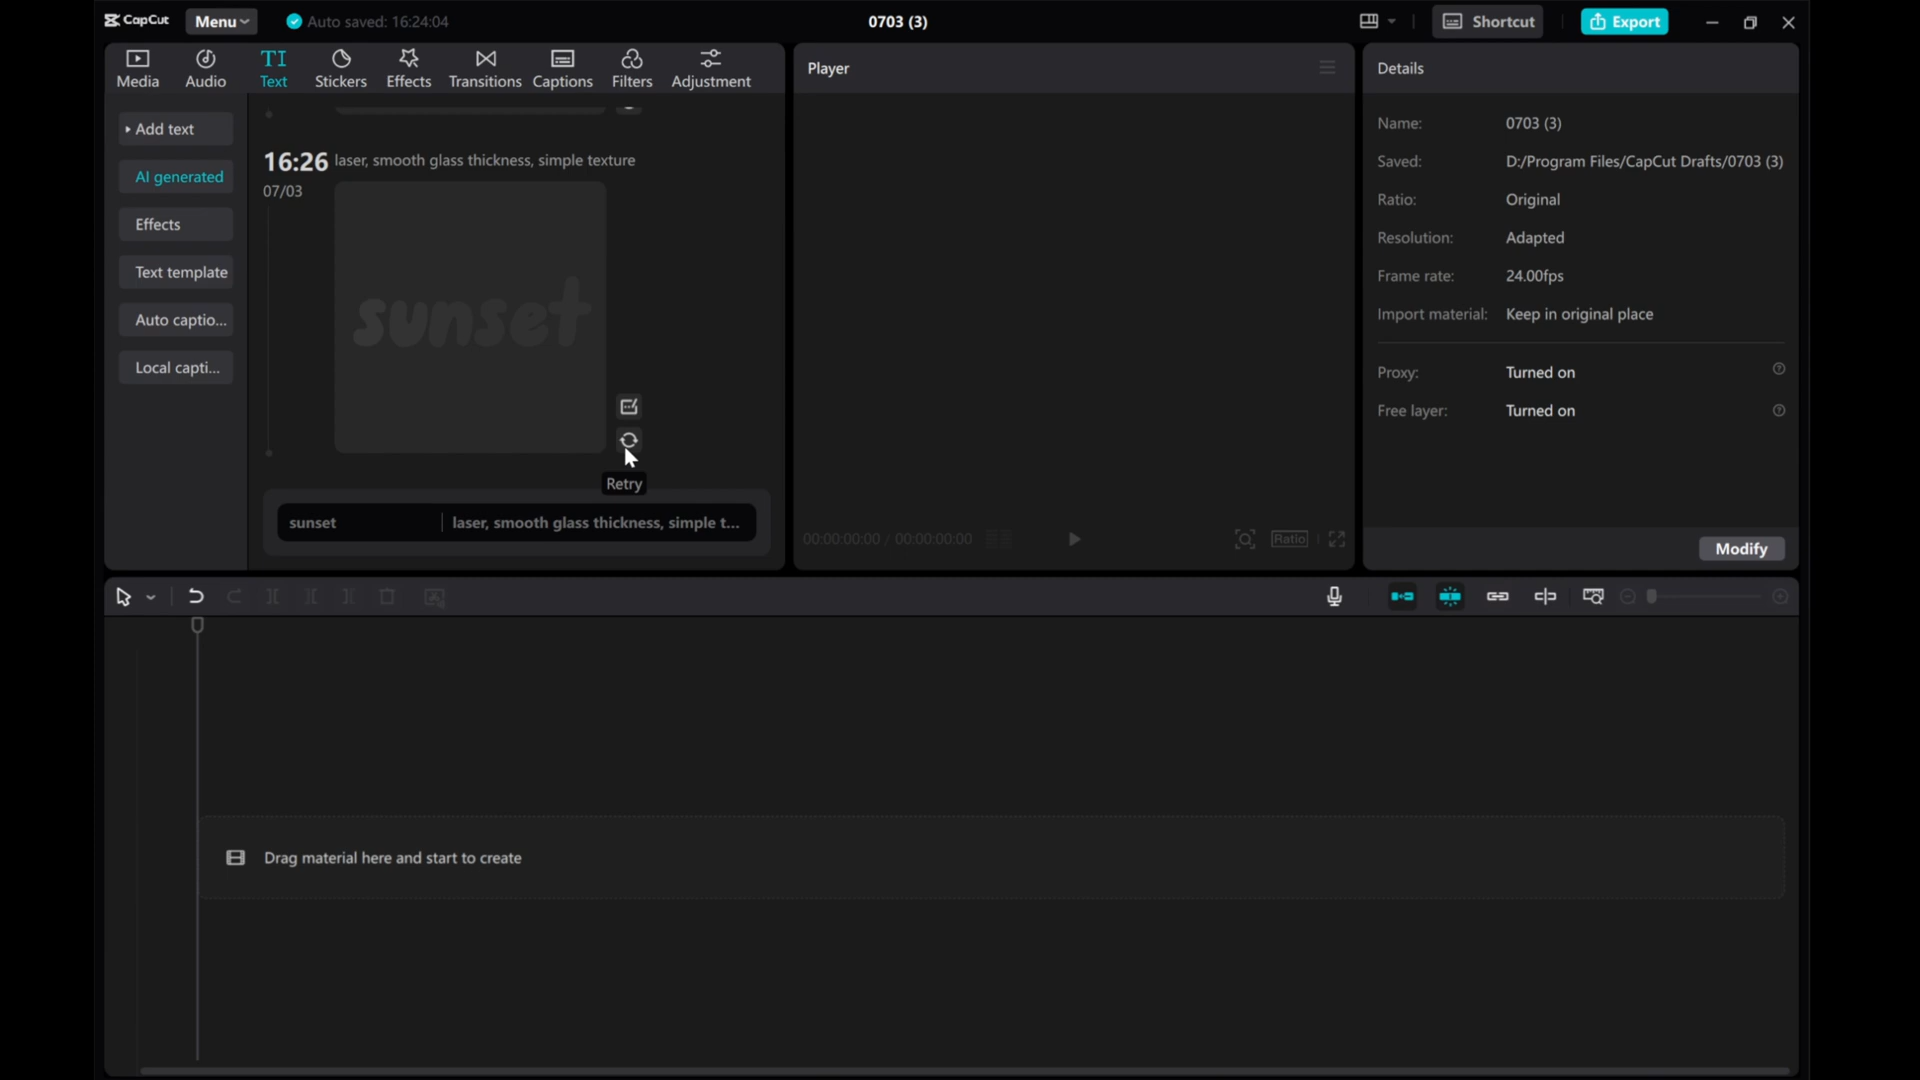 CapCut
Menu
Auto saved: 16:24:04
0703 (3)
Shortcut
Export
Media
Audio
TI
Text
Stickers
Effects
Transitions
Captions
Filters
Adjustment
Player
Details
Add text
AI generated
Effects
Text template
Auto captio...
Local capti...
16:26
07/03
laser, smooth glass thickness, simple texture
sunset
Retry
sunset
laser, smooth glass thickness, simple t...
00:00:00:00 / 00:00:00:00
Ratio
Name: 0703 (3)
Saved: D:/Program Files/CapCut Drafts/0703 (3)
Ratio: Original
Resolution: Adapted
Frame rate: 24.00fps
Import material: Keep in original place
Proxy: Turned on
Free layer: Turned on
Modify
Drag material here and start to create